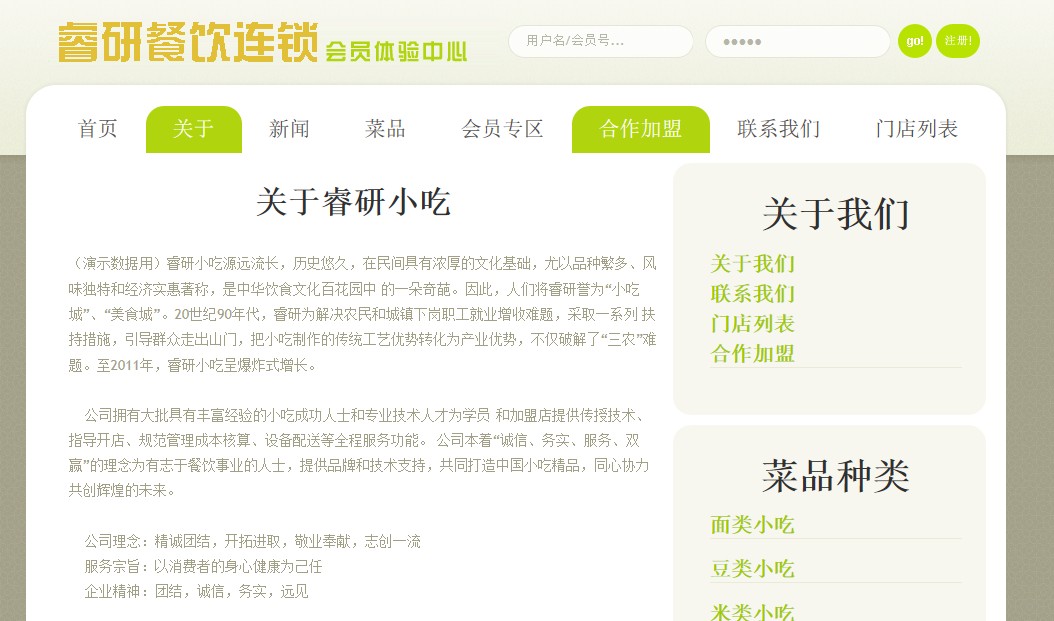 睿研餐饮连锁 会员体验中心
用户名/会员号...
●●●●●
go!
注册!
首页 关于 新闻 菜品 会员专区 合作加盟 联系我们 门店列表
关于睿研小吃
（演示数据用）睿研小吃源远流长，历史悠久，在民间具有浓厚的文化基础，尤以品种繁多、风
味独特和经济实惠著称，是中华饮食文化百花园中 的一朵奇葩。因此，人们将睿研誉为“小吃
城”、“美食城”。20世纪90年代，睿研为解决农民和城镇下岗职工就业增收难题，采取一系列 扶
持措施，引导群众走出山门，把小吃制作的传统工艺优势转化为产业优势，不仅破解了“三农”难
题。至2011年，睿研小吃呈爆炸式增长。
公司拥有大批具有丰富经验的小吃成功人士和专业技术人才为学员 和加盟店提供传授技术、
指导开店、规范管理成本核算、设备配送等全程服务功能。 公司本着“诚信、务实、服务、双
赢”的理念为有志于餐饮事业的人士，提供品牌和技术支持，共同打造中国小吃精品，同心协力
共创辉煌的未来。
公司理念：精诚团结，开拓进取，敬业奉献，志创一流
服务宗旨：以消费者的身心健康为己任
企业精神：团结，诚信，务实，远见
关于我们
关于我们
联系我们
门店列表
合作加盟
菜品种类
面类小吃
豆类小吃
米类小吃